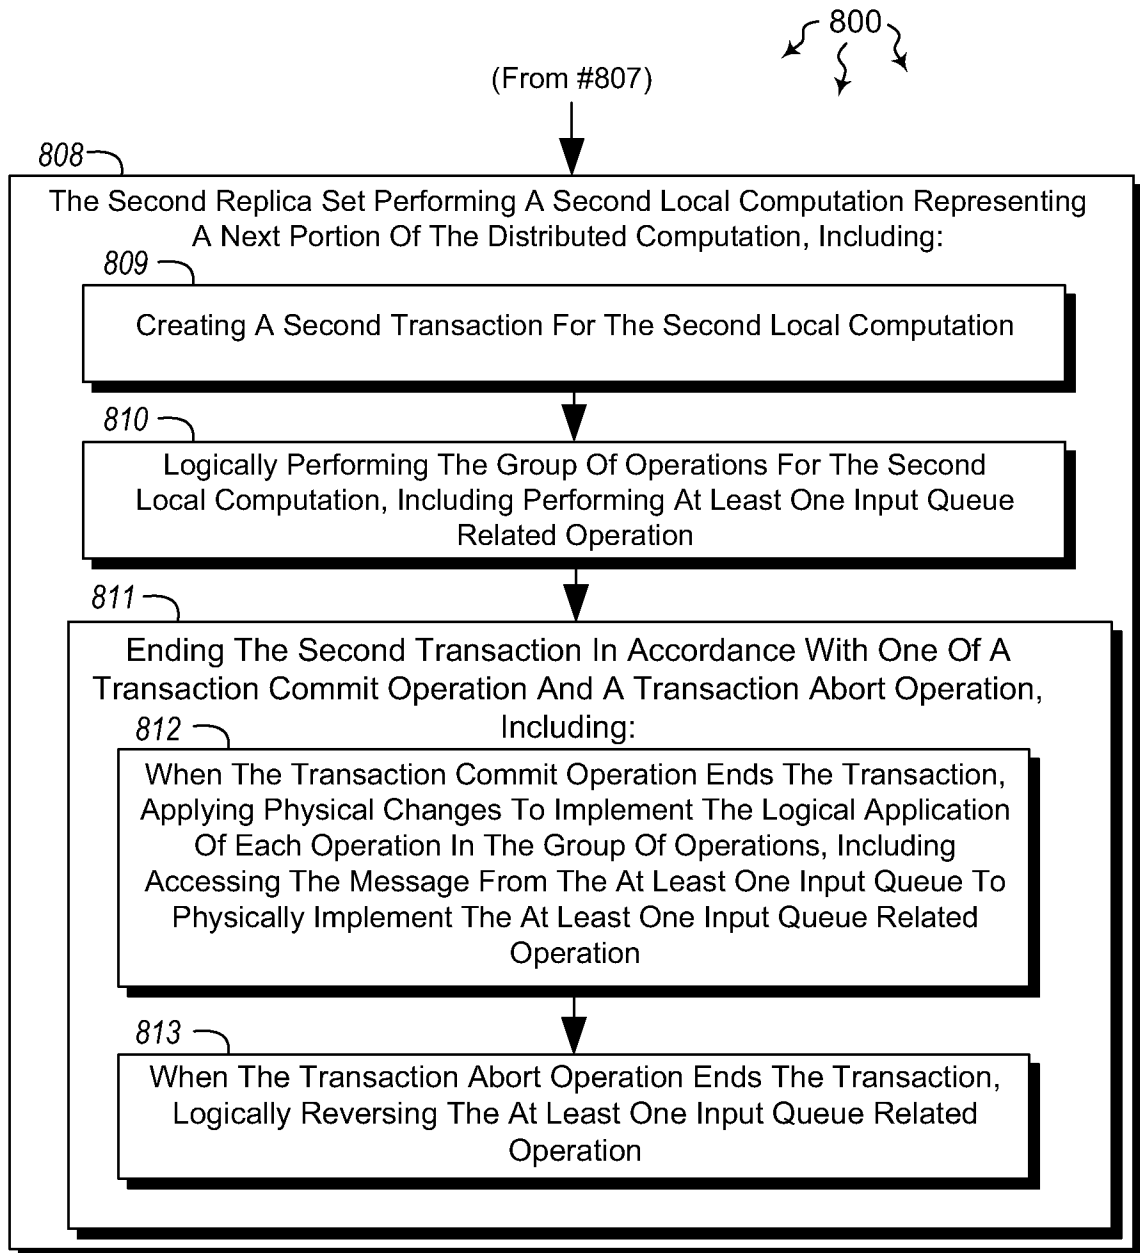 800
(From #807)
808
The Second Replica Set Performing A Second Local Computation Representing
A Next Portion Of The Distributed Computation, Including:
809
Creating A Second Transaction For The Second Local Computation
810
Logically Performing The Group Of Operations For The Second
Local Computation, Including Performing At Least One Input Queue
Related Operation
811
Ending The Second Transaction In Accordance With One Of A
Transaction Commit Operation And A Transaction Abort Operation,
Including:
812
When The Transaction Commit Operation Ends The Transaction,
Applying Physical Changes To Implement The Logical Application
Of Each Operation In The Group Of Operations, Including
Accessing The Message From The At Least One Input Queue To
Physically Implement The At Least One Input Queue Related
Operation
813
When The Transaction Abort Operation Ends The Transaction,
Logically Reversing The At Least One Input Queue Related
Operation